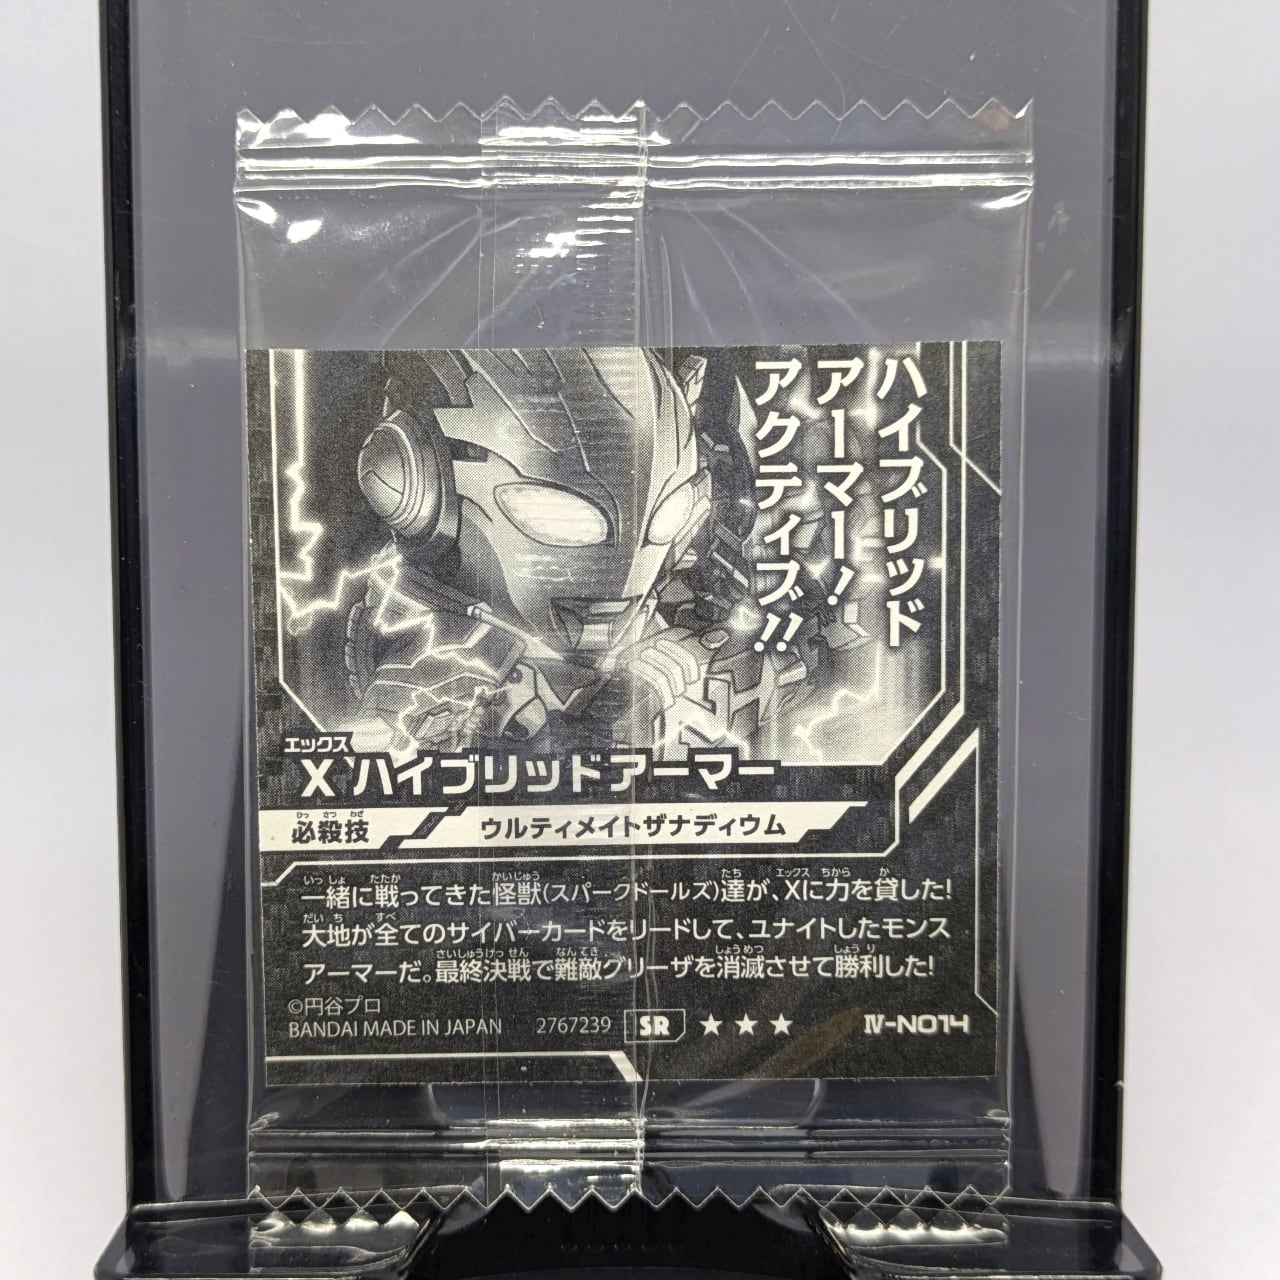 ハイブリッド
アーマー!
アクティブ!!
エックス
Xハイブリッドアーマー
ひっ さつ わざ
必殺技
ウルティメイトザナディウム
いっしょ たたか かいじゅう たち エックス ちから か
一緒に戦ってきた怪獣(スパークドールズ)達が、Xに力を貸した!
だい ち すべ
大地が全てのサイバーカードをリードして、ユナイトしたモンス
さいしゅうけっせん なんてき しょうめつ しょうり
アーマーだ。最終決戦で難敵グリーザを消滅させて勝利した!
©円谷プロ
BANDAI MADE IN JAPAN 2767239 SR ★★★ Ⅳ-N014